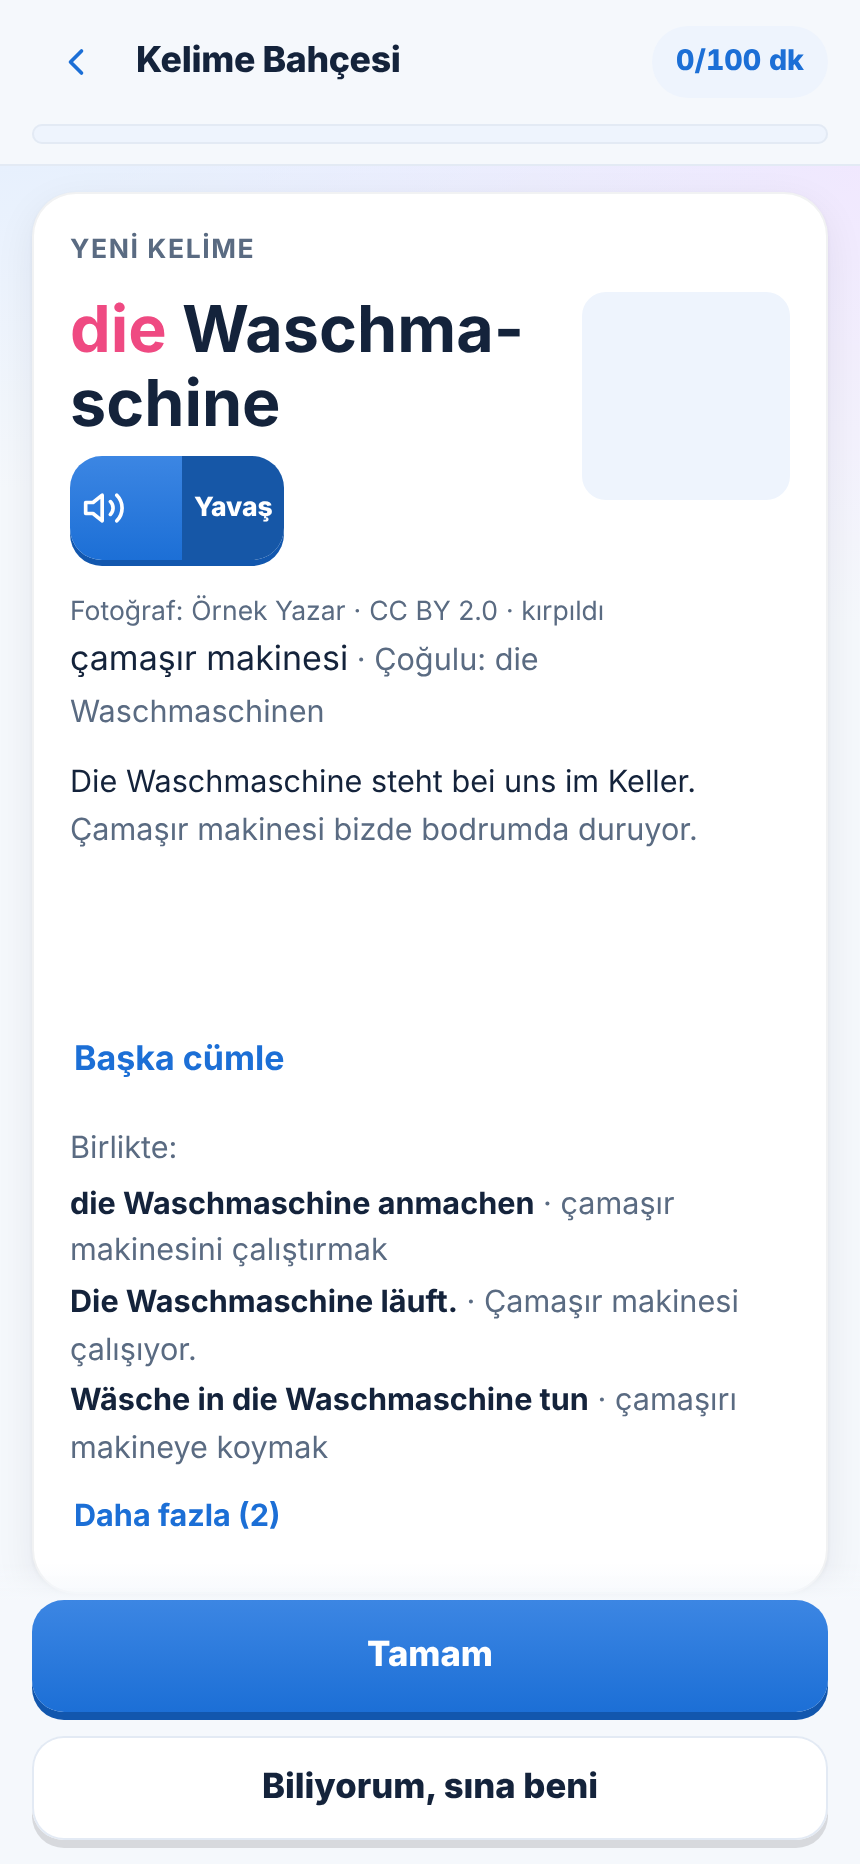 Kelime Bahçesi
0/100 dk
YENİ KELİME
die Waschma-
schine
Yavaş
Fotoğraf: Örnek Yazar · CC BY 2.0 · kırpıldı
çamaşır makinesi · Çoğulu: die
Waschmaschinen
Die Waschmaschine steht bei uns im Keller.
Çamaşır makinesi bizde bodrumda duruyor.
Başka cümle
Birlikte:
die Waschmaschine anmachen · çamaşır
makinesini çalıştırmak
Die Waschmaschine läuft. · Çamaşır makinesi
çalışıyor.
Wäsche in die Waschmaschine tun · çamaşırı
makineye koymak
Daha fazla (2)
Tamam
Biliyorum, sına beni